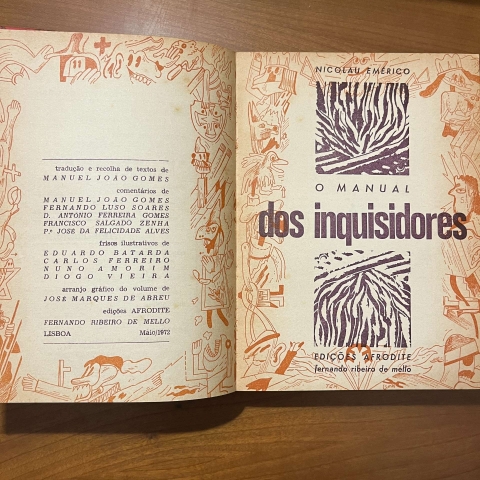 tradução e recolha de textos de
MANUEL JOÃO GOMES
comentários de
MANUEL JOÃO GOMES
FERNANDO LUSO SOARES
D. ANTONIO FERREIRA GOMES
FRANCISCO SALGADO ZENHA
Pᵉ JOSÉ DA FELICIDADE ALVES
frisos ilustrativos de
EDUARDO BATARDA
CARLOS FERREIRO
NUNO AMORIM
DIOGO VIEIRA
arranjo gráfico do volume de
JOSÉ MARQUES DE ABREU
edições AFRODITE
FERNANDO RIBEIRO DE MELLO
LISBOA Maio/1972
NICOLAU EMÉRICO
O MANUAL
dos inquisidores
EDIÇÕES AFRODITE
fernando ribeiro de mello